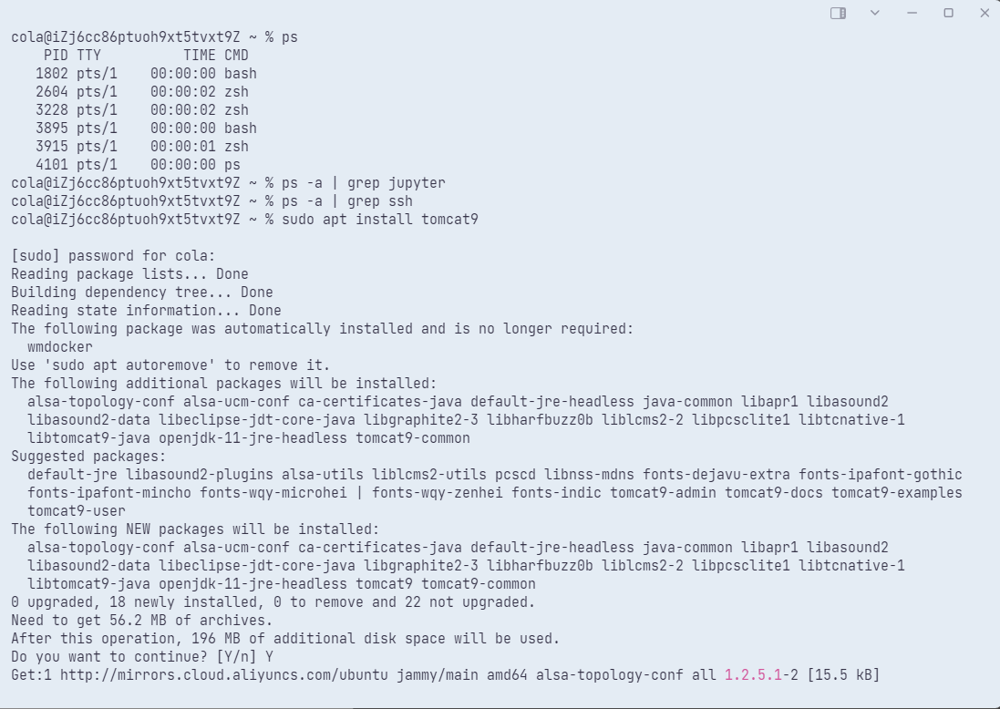 cola@iZj6cc86ptuoh9xt5tvxt9Z ~ % ps
    PID TTY          TIME CMD
   1802 pts/1    00:00:00 bash
   2604 pts/1    00:00:02 zsh
   3228 pts/1    00:00:02 zsh
   3895 pts/1    00:00:00 bash
   3915 pts/1    00:00:01 zsh
   4101 pts/1    00:00:00 ps
cola@iZj6cc86ptuoh9xt5tvxt9Z ~ % ps -a | grep jupyter
cola@iZj6cc86ptuoh9xt5tvxt9Z ~ % ps -a | grep ssh
cola@iZj6cc86ptuoh9xt5tvxt9Z ~ % sudo apt install tomcat9

[sudo] password for cola:
Reading package lists... Done
Building dependency tree... Done
Reading state information... Done
The following package was automatically installed and is no longer required:
  wmdocker
Use 'sudo apt autoremove' to remove it.
The following additional packages will be installed:
  alsa-topology-conf alsa-ucm-conf ca-certificates-java default-jre-headless java-common libapr1 libasound2
  libasound2-data libeclipse-jdt-core-java libgraphite2-3 libharfbuzz0b liblcms2-2 libpcsclite1 libtcnative-1
  libtomcat9-java openjdk-11-jre-headless tomcat9-common
Suggested packages:
  default-jre libasound2-plugins alsa-utils liblcms2-utils pcscd libnss-mdns fonts-dejavu-extra fonts-ipafont-gothic
  fonts-ipafont-mincho fonts-wqy-microhei | fonts-wqy-zenhei fonts-indic tomcat9-admin tomcat9-docs tomcat9-examples
  tomcat9-user
The following NEW packages will be installed:
  alsa-topology-conf alsa-ucm-conf ca-certificates-java default-jre-headless java-common libapr1 libasound2
  libasound2-data libeclipse-jdt-core-java libgraphite2-3 libharfbuzz0b liblcms2-2 libpcsclite1 libtcnative-1
  libtomcat9-java openjdk-11-jre-headless tomcat9 tomcat9-common
0 upgraded, 18 newly installed, 0 to remove and 22 not upgraded.
Need to get 56.2 MB of archives.
After this operation, 196 MB of additional disk space will be used.
Do you want to continue? [Y/n] Y
Get:1 http://mirrors.cloud.aliyuncs.com/ubuntu jammy/main amd64 alsa-topology-conf all 1.2.5.1-2 [15.5 kB]